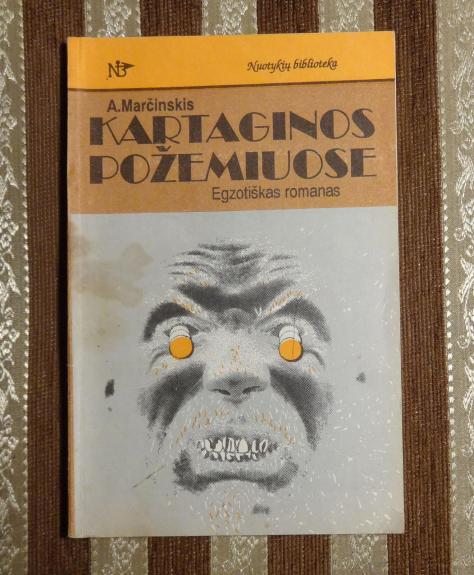 NB
Nuotykių biblioteka
A.Marčinskis
KARTAGINOS
POŽEMIUOSE
Egzotiškas romanas